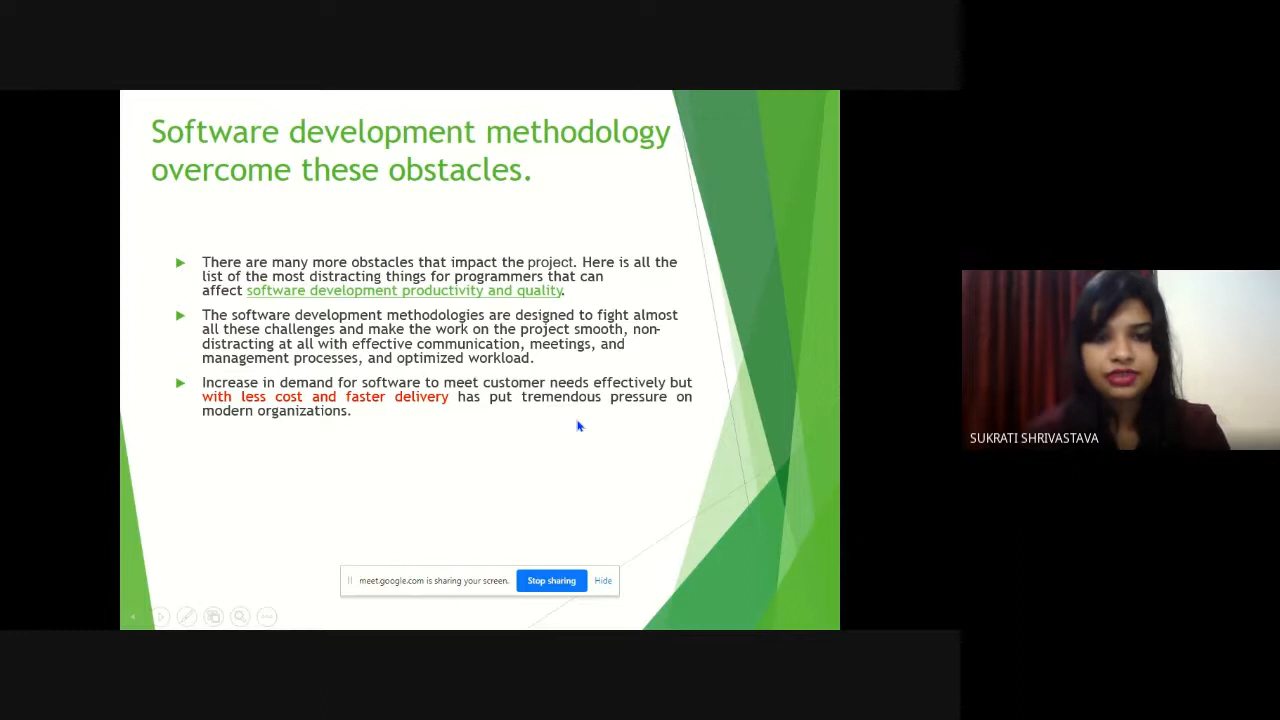 Software development methodology
overcome these obstacles.
There are many more obstacles that impact the project. Here is all the
list of the most distracting things for programmers that can
affect software development productivity and quality.
The software development methodologies are designed to fight almost
all these challenges and make the work on the project smooth, non-
distracting at all with effective communication, meetings, and
management processes, and optimized workload.
Increase in demand for software to meet customer needs effectively but
with less cost and faster delivery has put tremendous pressure on
modern organizations.
SUKRATI SHRIVASTAVA
meet.google.com is sharing your screen. Stop sharing Hide